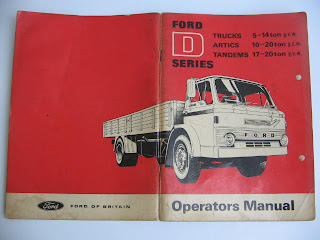 FORD
D
SERIES
TRUCKS 5-14 ton g.v.w.
ARTICS 10-20 ton g.c.w.
TANDEMS 17-20 ton g.v.w.
FORD
Operators Manual
Ford FORD OF BRITAIN